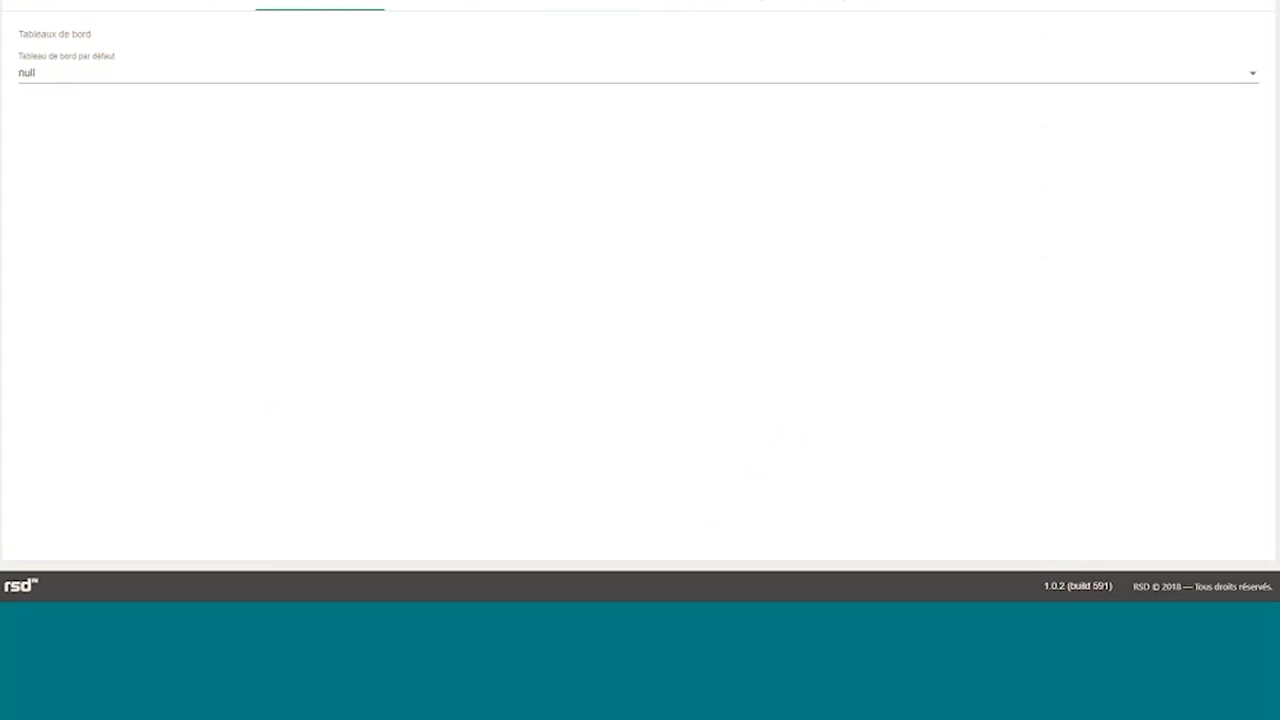 Tableaux de bord
Tableau de bord par défaut
null
rsd
1.0.2 (build 591) RSD © 2018 — Tous droits réservés.